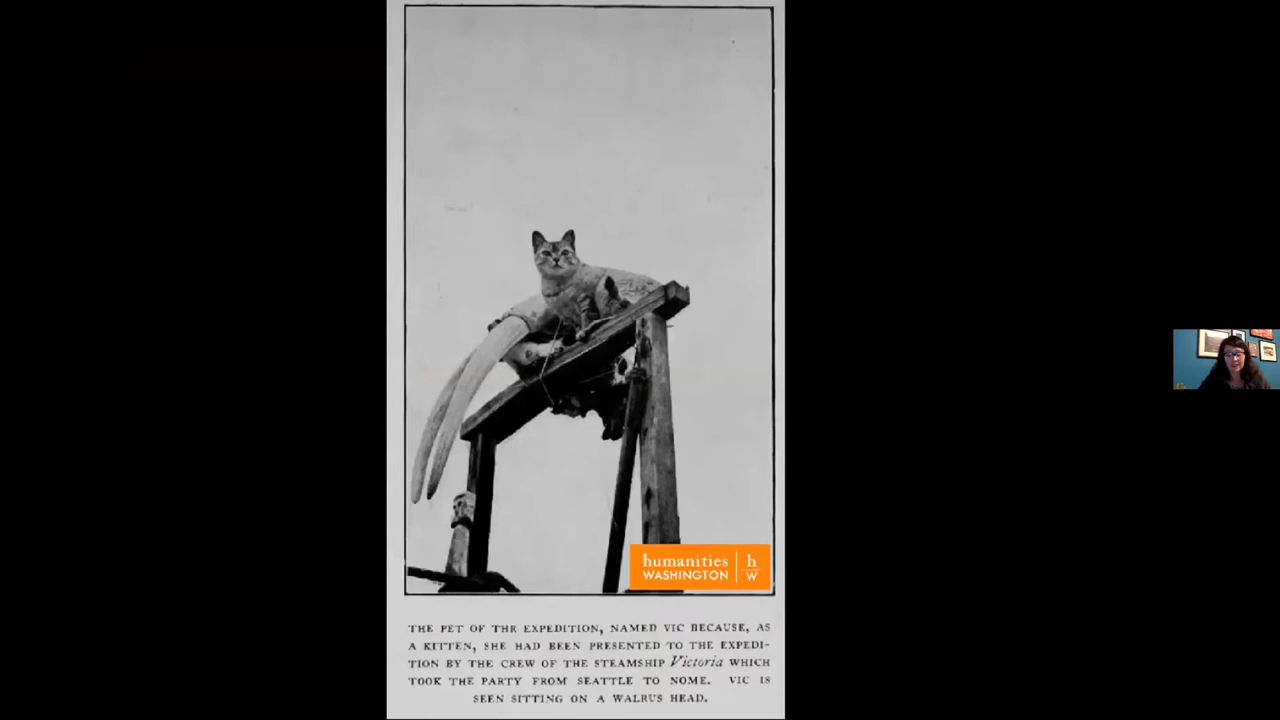 humanities h
WASHINGTON W
THE PET OF THR EXPEDITION, NAMED VIC BECAUSE, AS
A KITTEN, SHE HAD BEEN PRESENTED TO THE EXPEDI-
TION BY THE CREW OF THE STEAMSHIP Victoria WHICH
TOOK THE PARTY FROM SEATTLE TO NOME. VIC IS
SEEN SITTING ON A WALRUS HEAD.